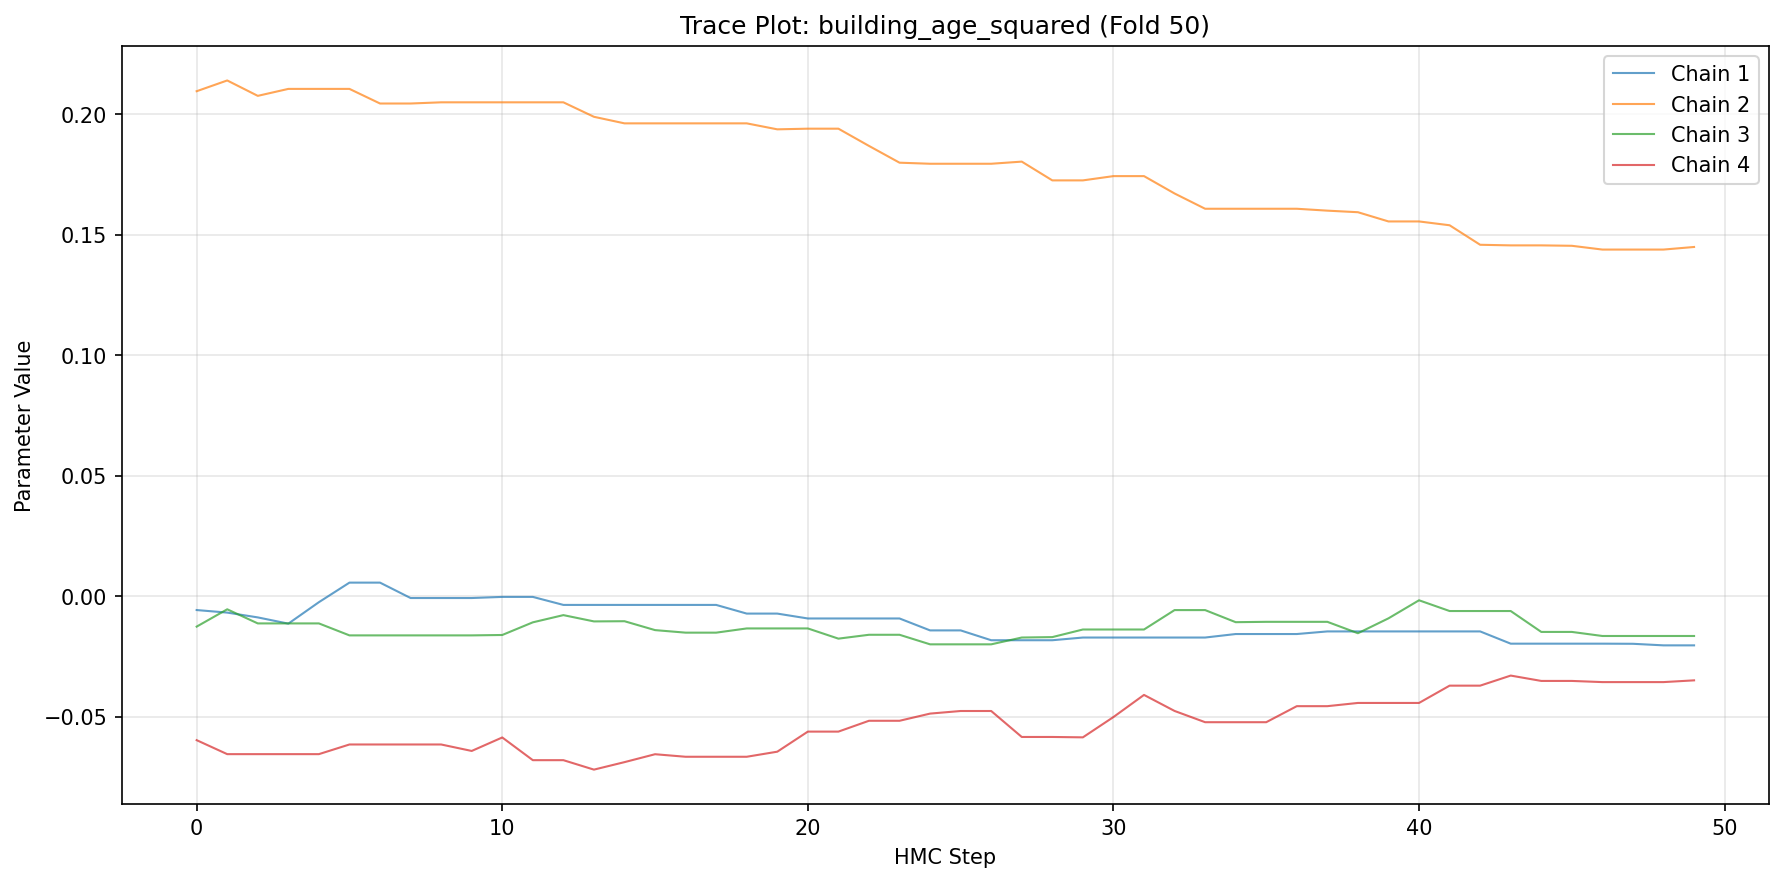 Trace Plot: building_age_squared (Fold 50)
Chain 1
Chain 2
Chain 3
Chain 4
0.20
0.15
0.10
0.05
0.00
−0.05
Parameter Value
0 10 20 30 40 50
HMC Step